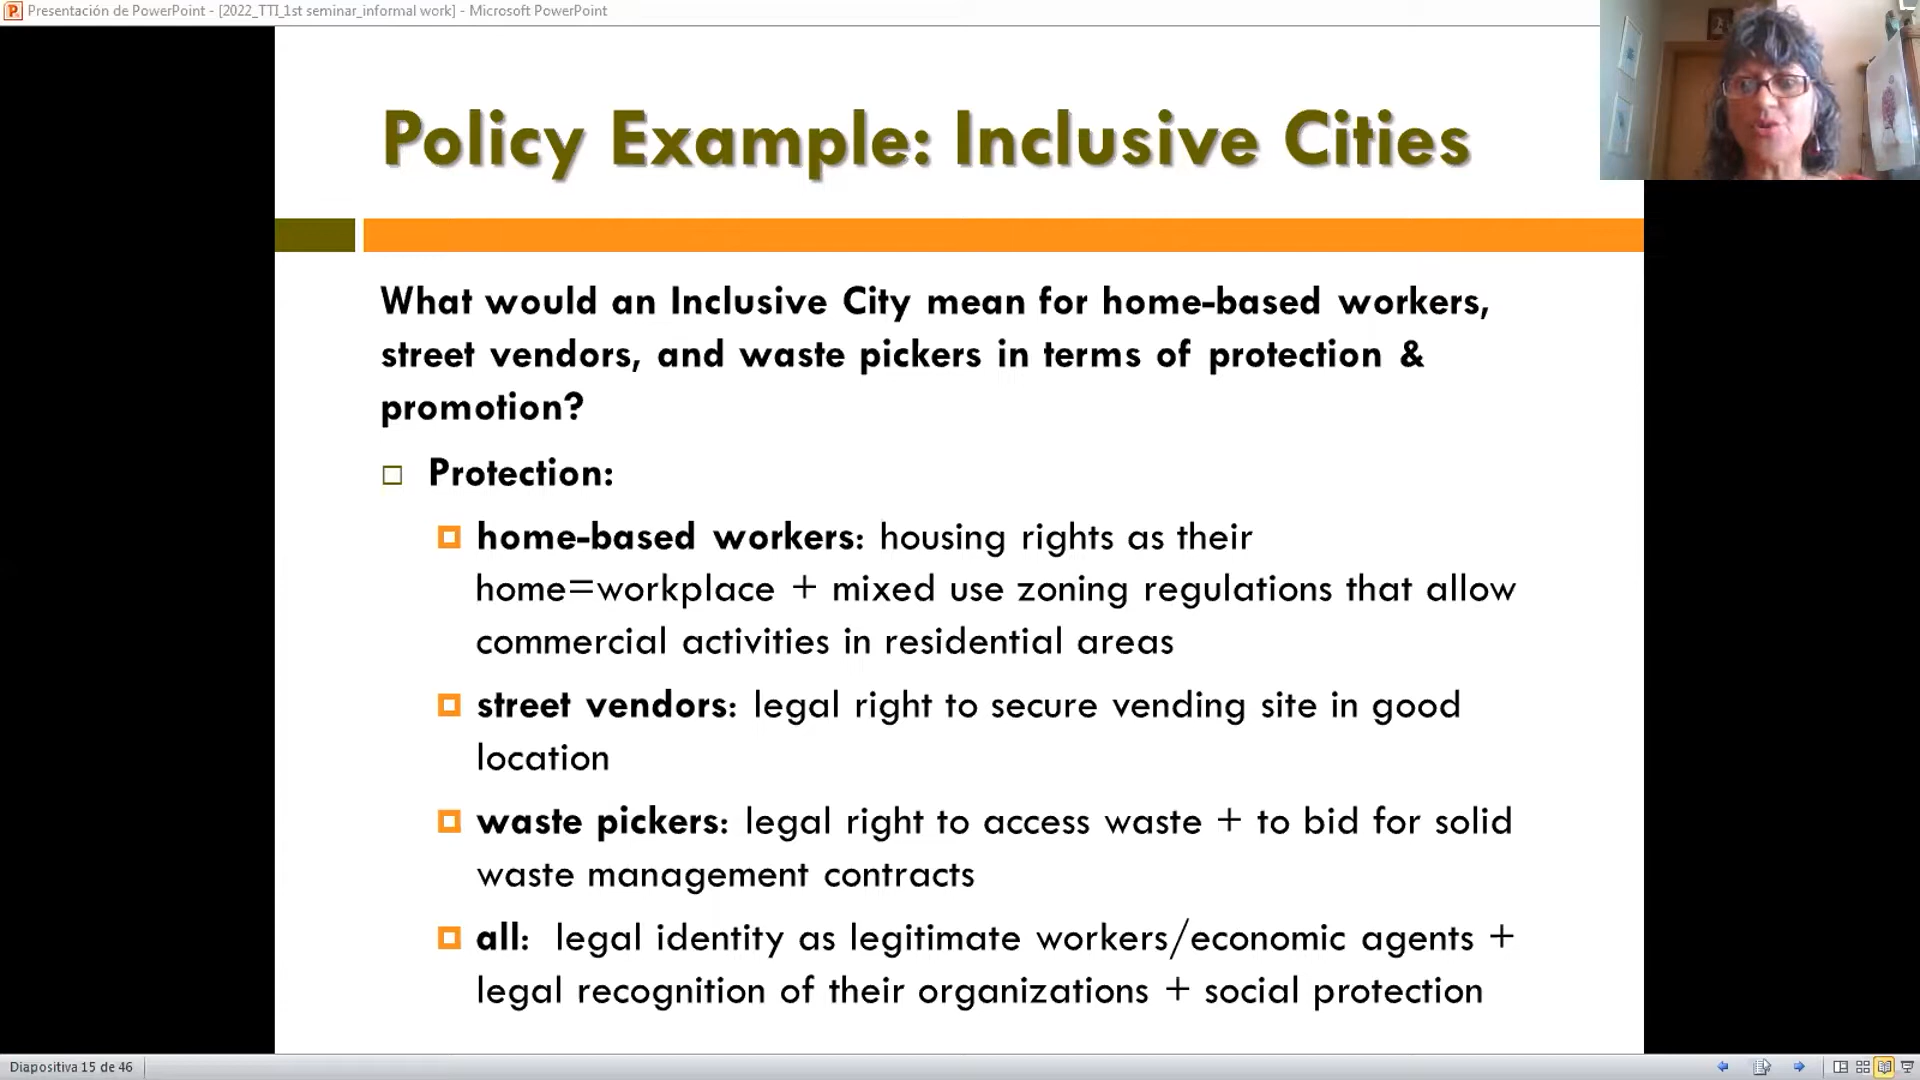 Presentación de PowerPoint - [2022_TTI_1st seminar_informal work] - Microsoft PowerPoint
Policy Example: Inclusive Cities
What would an Inclusive City mean for home-based workers,
street vendors, and waste pickers in terms of protection &
promotion?
Protection:
home-based workers: housing rights as their
home=workplace + mixed use zoning regulations that allow
commercial activities in residential areas
street vendors: legal right to secure vending site in good
location
waste pickers: legal right to access waste + to bid for solid
waste management contracts
all: legal identity as legitimate workers/economic agents +
legal recognition of their organizations + social protection
Diapositiva 15 de 46